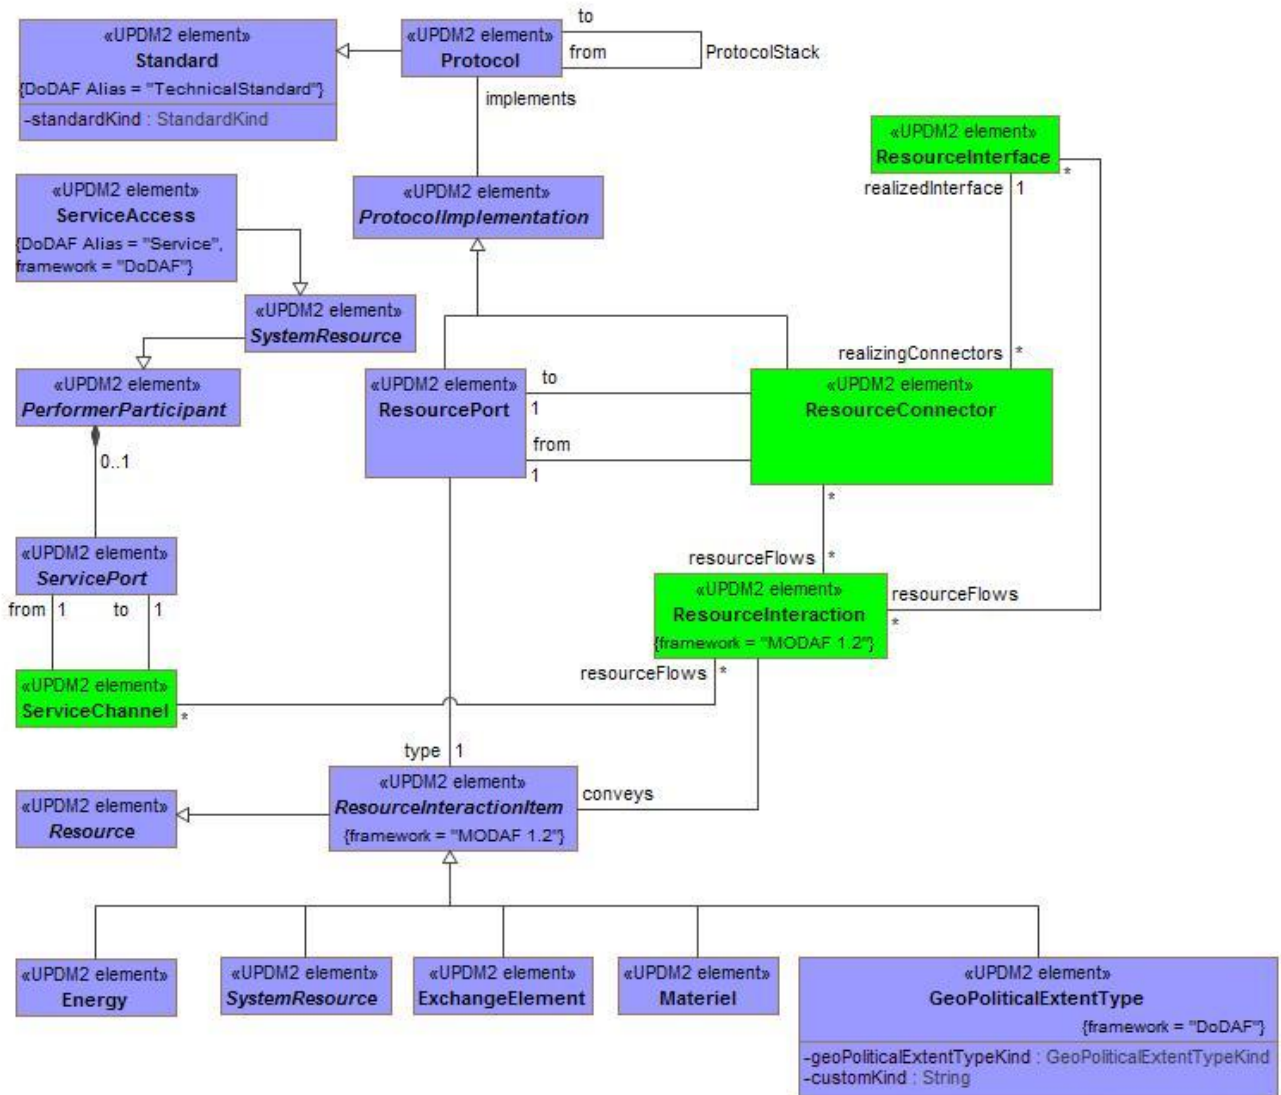 to
«UPDM2 element»
Standard
{DoDAF Alias = "TechnicalStandard"}
-standardKind : StandardKind
«UPDM2 element»
Protocol
from
ProtocolStack
implements
«UPDM2 element»
ResourceInterface
realizedInterface 1
*
«UPDM2 element»
ServiceAccess
{DoDAF Alias = "Service",
framework = "DoDAF"}
«UPDM2 element»
ProtocolImplementation
«UPDM2 element»
SystemResource
realizingConnectors *
«UPDM2 element»
PerformerParticipant
0..1
«UPDM2 element»
ResourcePort
to
1
from
1
«UPDM2 element»
ResourceConnector
*
«UPDM2 element»
ServicePort
from 1
to 1
resourceFlows *
«UPDM2 element»
ResourceInteraction
{framework = "MODAF 1.2"}
resourceFlows
*
resourceFlows *
«UPDM2 element»
ServiceChannel
*
type 1
«UPDM2 element»
Resource
«UPDM2 element»
ResourceInteractionItem
{framework = "MODAF 1.2"}
conveys
«UPDM2 element»
Energy
«UPDM2 element»
SystemResource
«UPDM2 element»
ExchangeElement
«UPDM2 element»
Materiel
«UPDM2 element»
GeoPoliticalExtentType
{framework = "DoDAF"}
-geoPoliticalExtentTypeKind : GeoPoliticalExtentTypeKind
-customKind : String